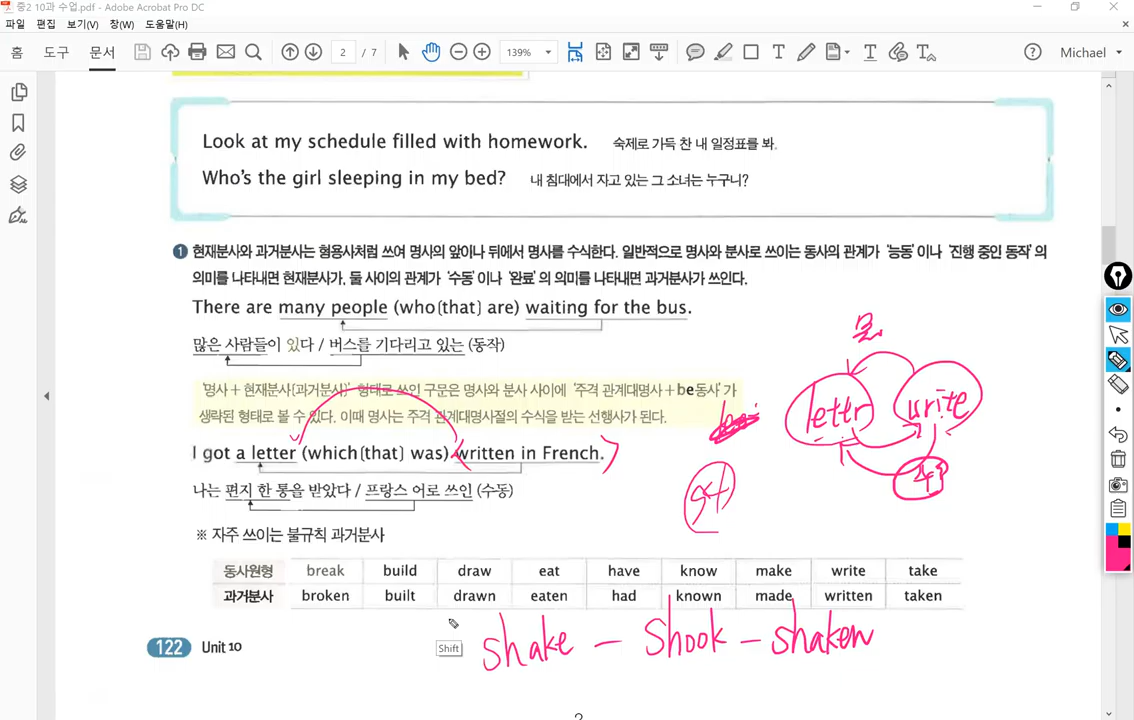 중2 10과 수업.pdf - Adobe Acrobat Pro DC
파일 편집 보기(V) 창(W) 도움말(H)
홈 도구 문서 2 / 7 139% Michael
Look at my schedule filled with homework. 숙제로 가득 찬 내 일정표를 봐.
Who's the girl sleeping in my bed? 내 침대에서 자고 있는 그 소녀는 누구니?
1 현재분사와 과거분사는 형용사처럼 쓰여 명사의 앞이나 뒤에서 명사를 수식한다. 일반적으로 명사와 분사로 쓰이는 동사의 관계가 '능동' 이나 '진행 중인 동작' 의
의미를 나타내면 현재분사가, 둘 사이의 관계가 '수동' 이나 '완료' 의 의미를 나타내면 과거분사가 쓰인다.
There are many people (who(that) are) waiting for the bus.
많은 사람들이 있다 / 버스를 기다리고 있는 (동작)
'명사 + 현재분사(과거분사)' 형태로 쓰인 구문은 명사와 분사 사이에 '주격 관계대명사 + be동사' 가
생략된 형태로 볼 수 있다. 이때 명사는 주격 관계대명사절의 수식을 받는 선행사가 된다.
lettr write
I got a letter (which(that) was) written in French.
나는 편지 한 통을 받았다 / 프랑스 어로 쓰인 (수동)
※ 자주 쓰이는 불규칙 과거분사
동사원형 break build draw eat have know make write take
과거분사 broken built drawn eaten had known made written taken
shake - shook - shaken
122 Unit 10
Shift